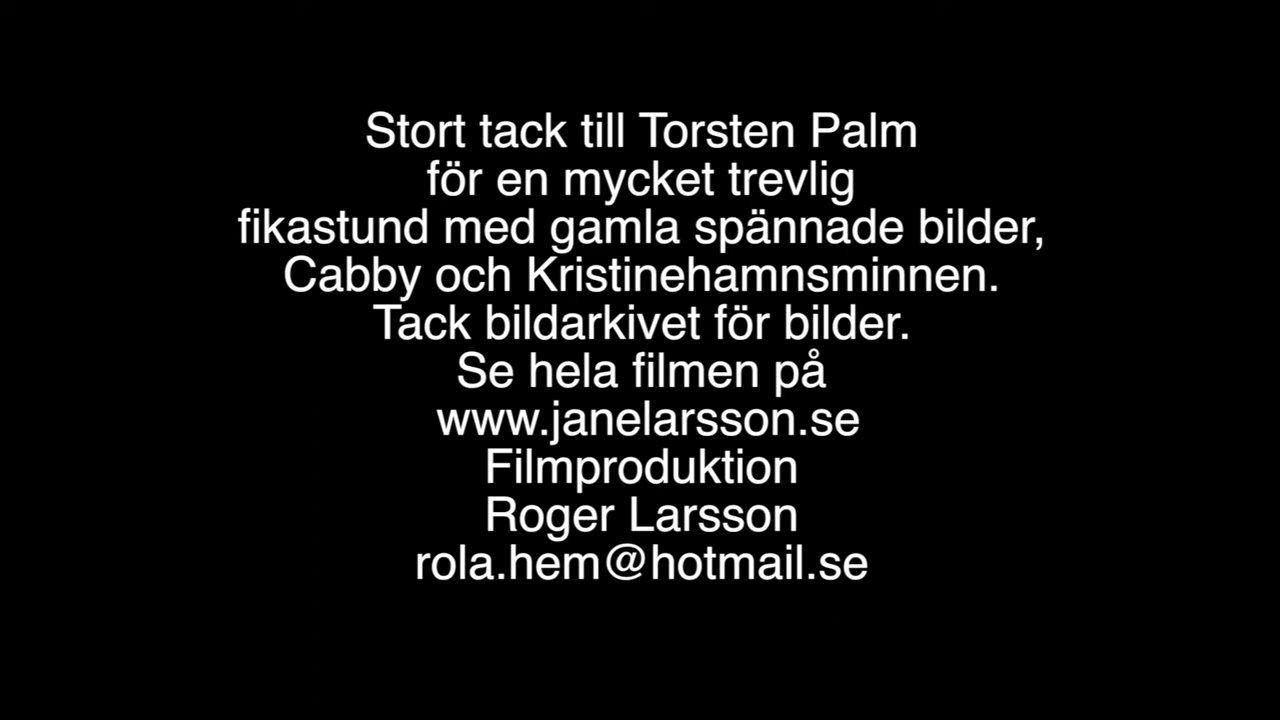 Stort tack till Torsten Palm
för en mycket trevlig
fikastund med gamla spännade bilder,
Cabby och Kristinehamnsminnen.
Tack bildarkivet för bilder.
Se hela filmen på
www.janelarsson.se
Filmproduktion
Roger Larsson
rola.hem@hotmail.se